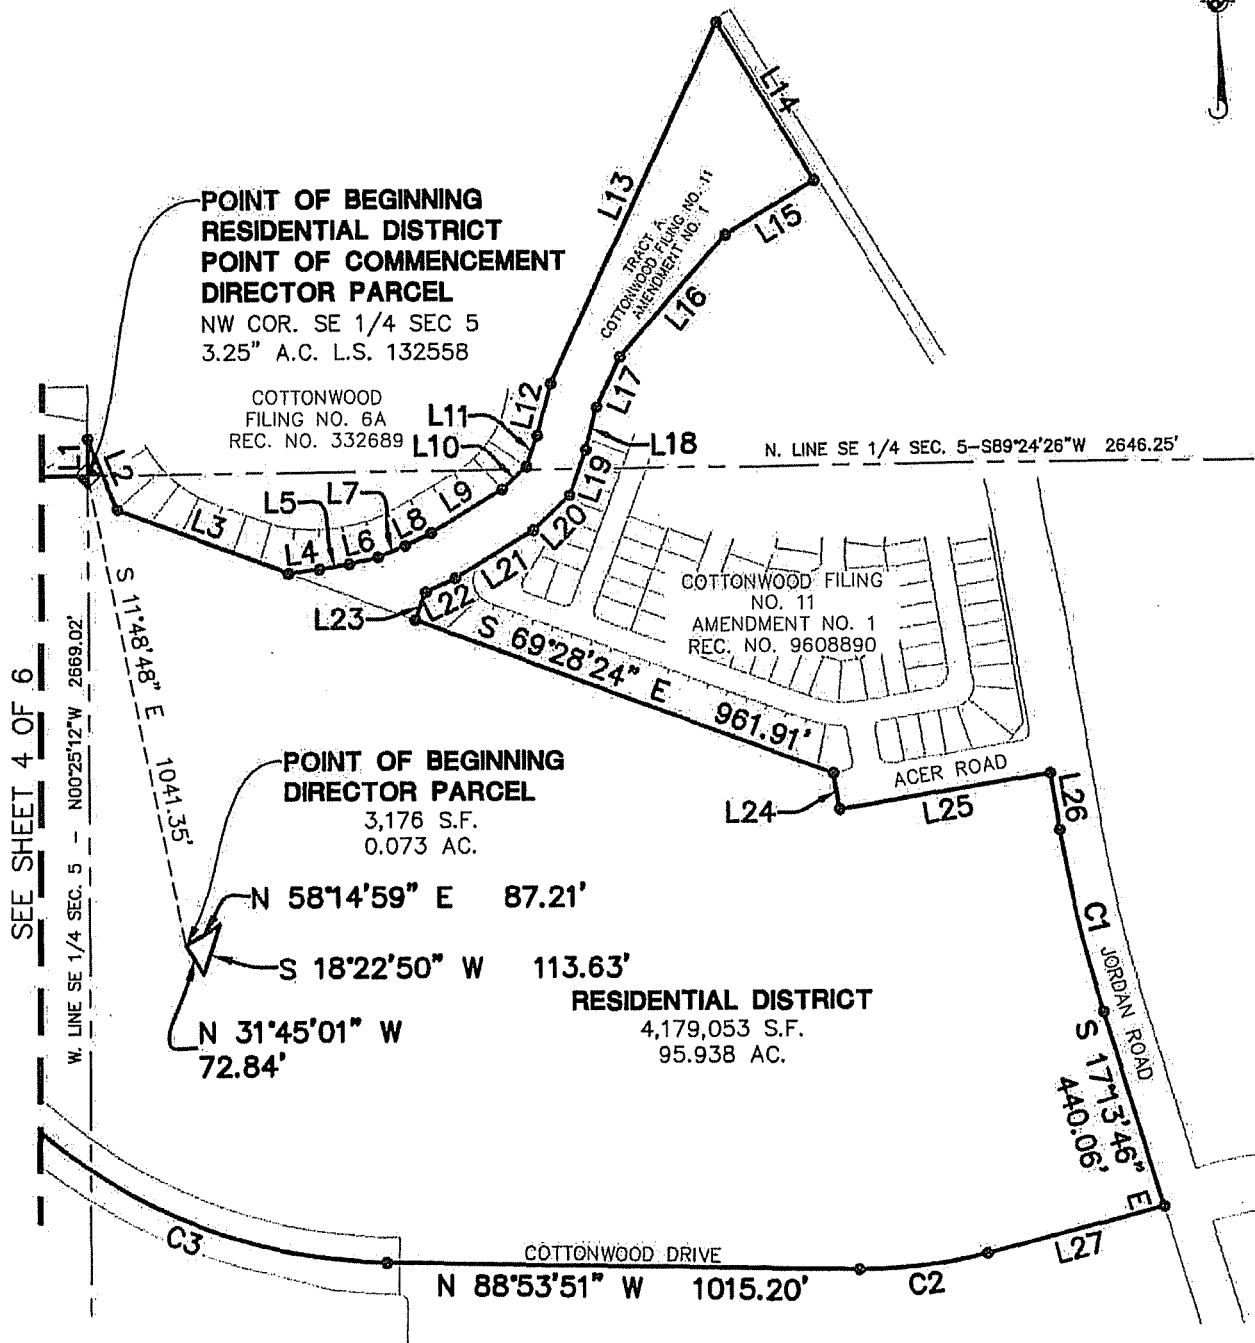 L14
L13
TRACT A,
COTTONWOOD FILING NO. 11
AMENDMENT NO. 1
L15
POINT OF BEGINNING
RESIDENTIAL DISTRICT
POINT OF COMMENCEMENT
DIRECTOR PARCEL
NW COR. SE 1/4 SEC 5
3.25" A.C. L.S. 132558
L16
COTTONWOOD
FILING NO. 6A
REC. NO. 332689
L12
L17
L11
L10
L18
N. LINE SE 1/4 SEC. 5-S89°24'26"W 2646.25'
L1
L2
L5
L7
L9
L19
L3
L8
L20
L4
L6
L21
L22
L23
COTTONWOOD FILING
NO. 11
AMENDMENT NO. 1
REC. NO. 9608890
S 69°28'24" E 961.91'
S 11°48'48" E 1041.35'
SEE SHEET 4 OF 6
W. LINE SE 1/4 SEC. 5 - N00°25'12"W 2669.02'
POINT OF BEGINNING
DIRECTOR PARCEL
3,176 S.F.
0.073 AC.
ACER ROAD
L24
L25
L26
N 58°14'59" E 87.21'
C1
JORDAN ROAD
S 18°22'50" W 113.63'
RESIDENTIAL DISTRICT
4,179,053 S.F.
95.938 AC.
N 31°45'01" W
72.84'
S 17°13'46" E
440.06'
C3
COTTONWOOD DRIVE
N 88°53'51" W 1015.20'
C2
L27